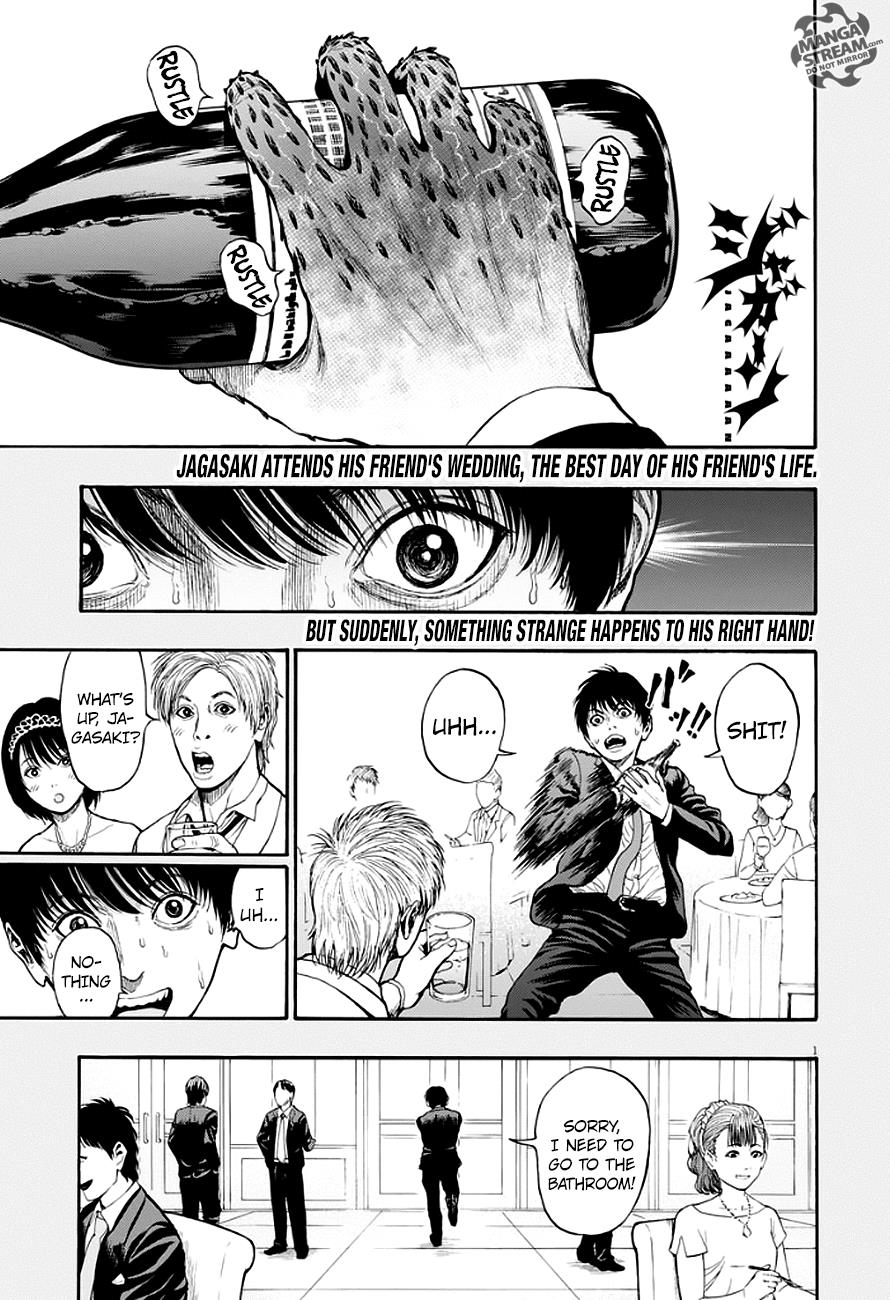 MANGA
STREAM.com
DO NOT MIRROR
RUSTLE
RUSTLE
RUSTLE
JAGASAKI ATTENDS HIS FRIEND'S WEDDING, THE BEST DAY OF HIS FRIEND'S LIFE.
BUT SUDDENLY, SOMETHING STRANGE HAPPENS TO HIS RIGHT HAND!
SHIT!
UHH...
WHAT'S
UP, JA-
GASAKI?
I
UH...
NO-
THING
...
1
SORRY,
I NEED TO
GO TO THE
BATHROOM!